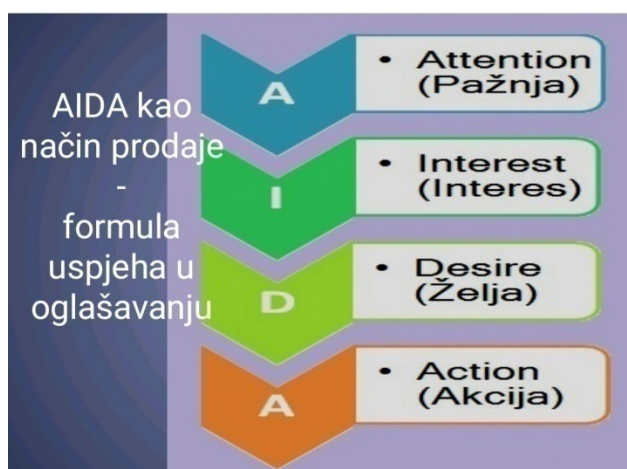 AIDA kao
način prodaje
-
formula
uspjeha u
oglašavanju
A
• Attention
(Pažnja)
I
• Interest
(Interes)
D
• Desire
(Želja)
A
• Action
(Akcija)